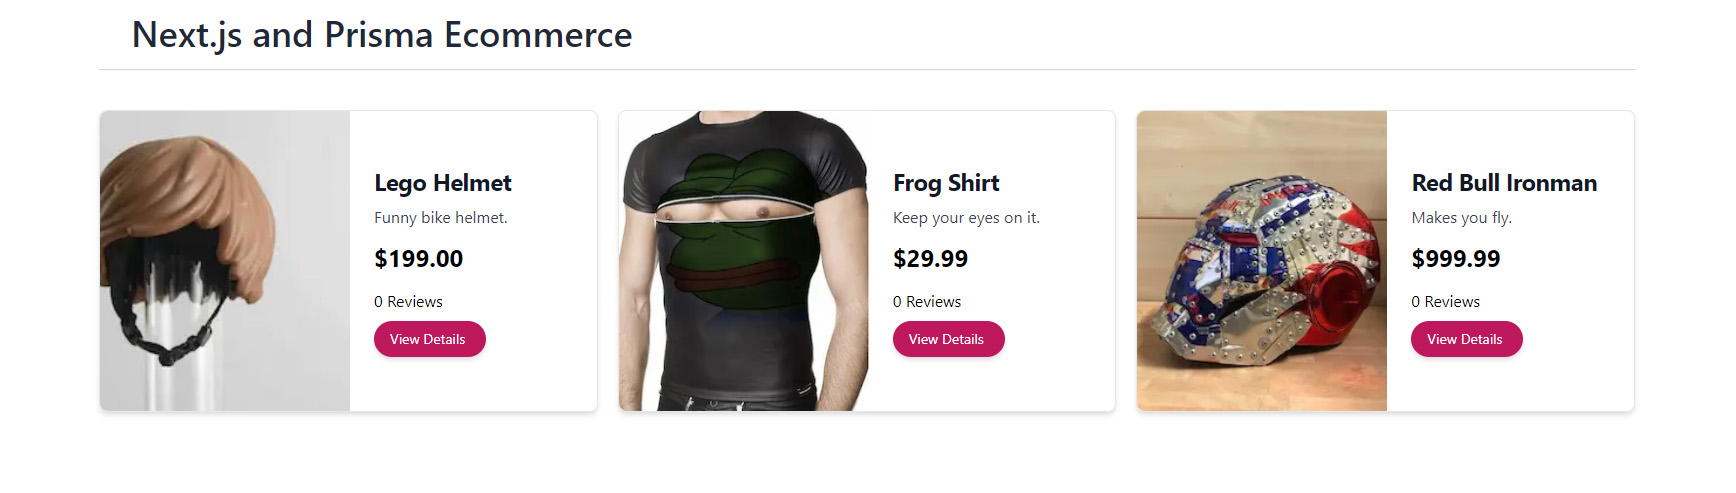 Next.js and Prisma Ecommerce
Lego Helmet
Funny bike helmet.
$199.00
0 Reviews
View Details
Frog Shirt
Keep your eyes on it.
$29.99
0 Reviews
View Details
Red Bull Ironman
Makes you fly.
$999.99
0 Reviews
View Details